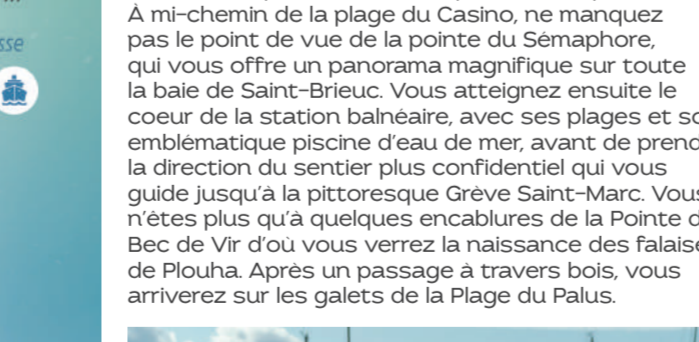 sse
À mi-chemin de la plage du Casino, ne manquez
pas le point de vue de la pointe du Sémaphore,
qui vous offre un panorama magnifique sur toute
la baie de Saint-Brieuc. Vous atteignez ensuite le
coeur de la station balnéaire, avec ses plages et so
emblématique piscine d'eau de mer, avant de prend
la direction du sentier plus confidentiel qui vous
guide jusqu'à la pittoresque Grève Saint-Marc. Vous
n'êtes plus qu'à quelques encablures de la Pointe d
Bec de Vir d'où vous verrez la naissance des falaise
de Plouha. Après un passage à travers bois, vous
arriverez sur les galets de la Plage du Palus.